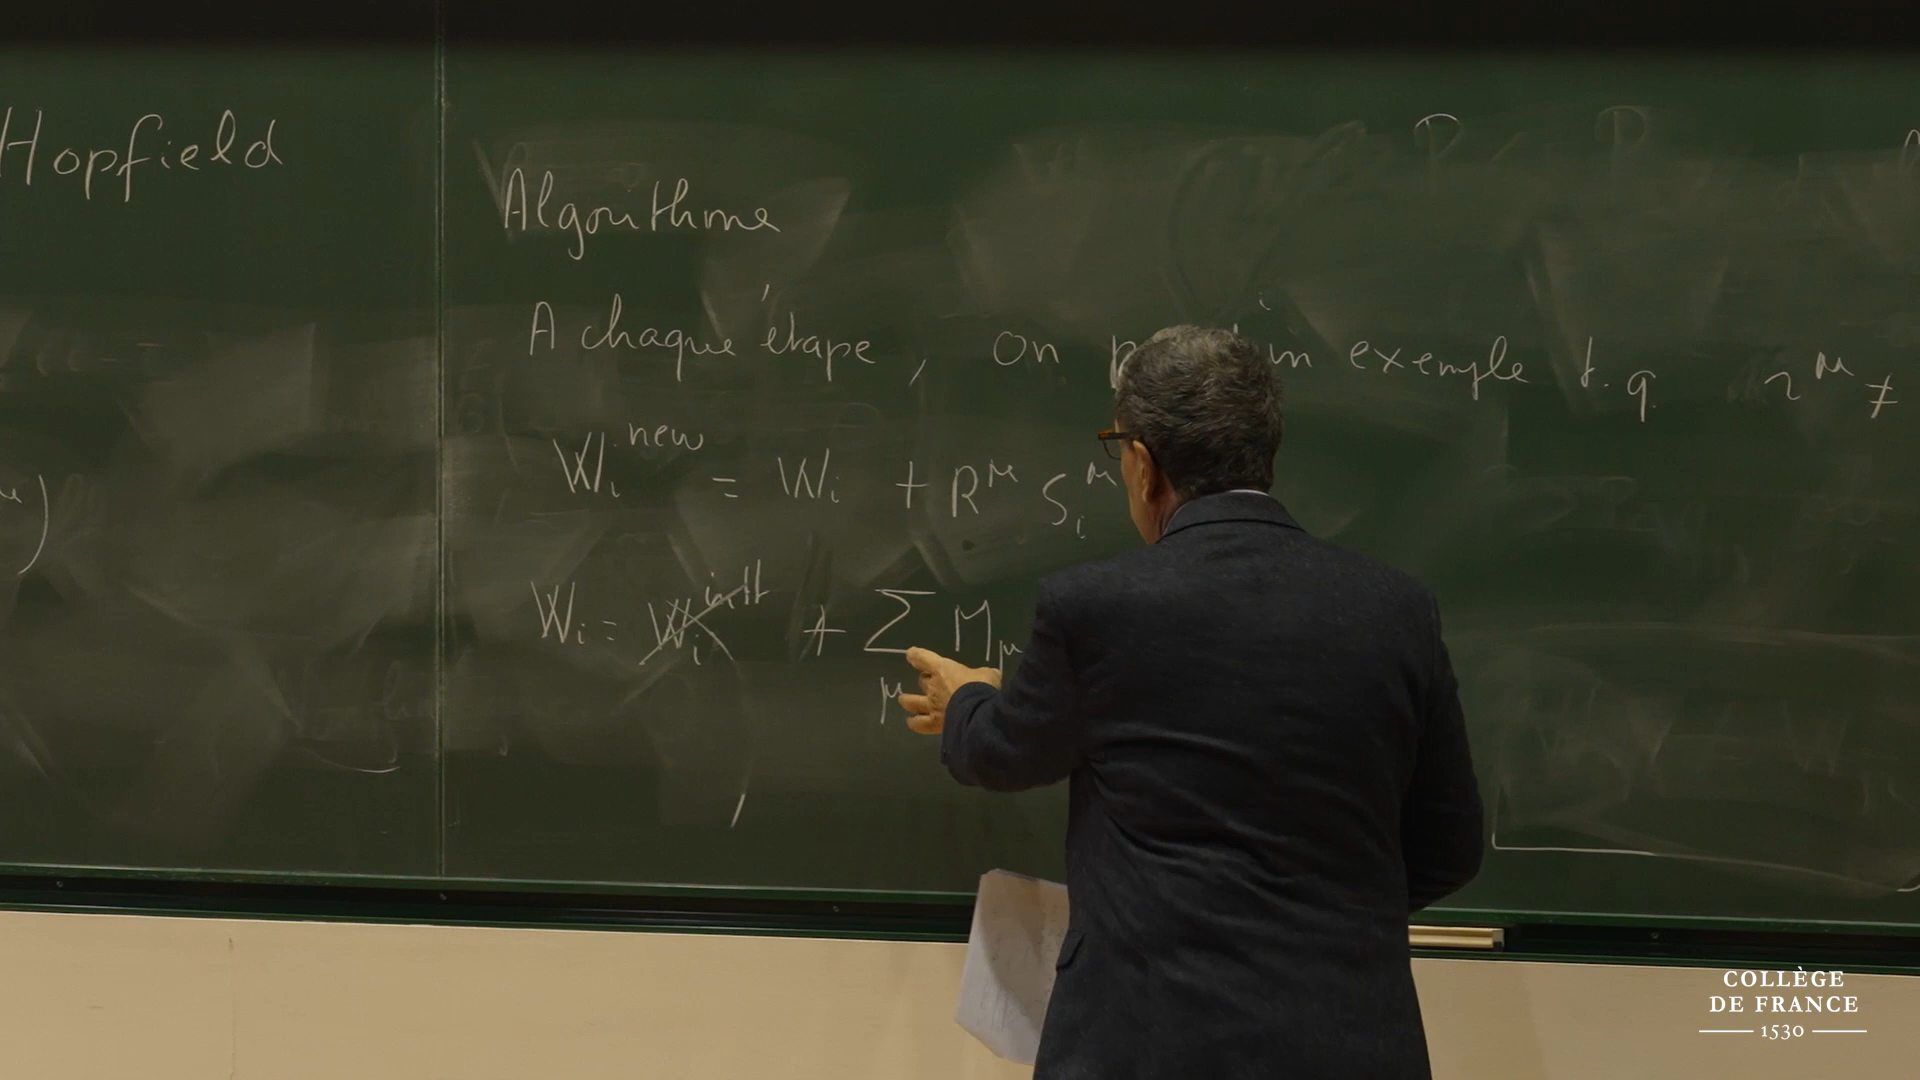 Hopfield
Algorithme
A chaque étape, on un exemple t.q. r^μ ≠
W_i^new = W_i + R^μ S_i^μ
W_i = W_i^init + Σ_μ M_μ
COLLÈGE
DE FRANCE
1530